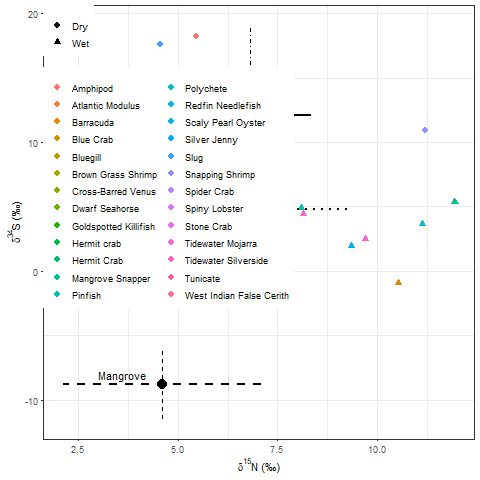 20
10
0
-10
δ³⁴S (‰)
Dry
Wet
Amphipod
Atlantic Modulus
Barracuda
Blue Crab
Bluegill
Brown Grass Shrimp
Cross-Barred Venus
Dwarf Seahorse
Goldspotted Killifish
Hermit crab
Hermit Crab
Mangrove Snapper
Pinfish
Polychete
Redfin Needlefish
Scaly Pearl Oyster
Silver Jenny
Slug
Snapping Shrimp
Spider Crab
Spiny Lobster
Stone Crab
Tidewater Mojarra
Tidewater Silverside
Tunicate
West Indian False Cerith
Mangrove
2.5 5.0 7.5 10.0
δ¹⁵N (‰)